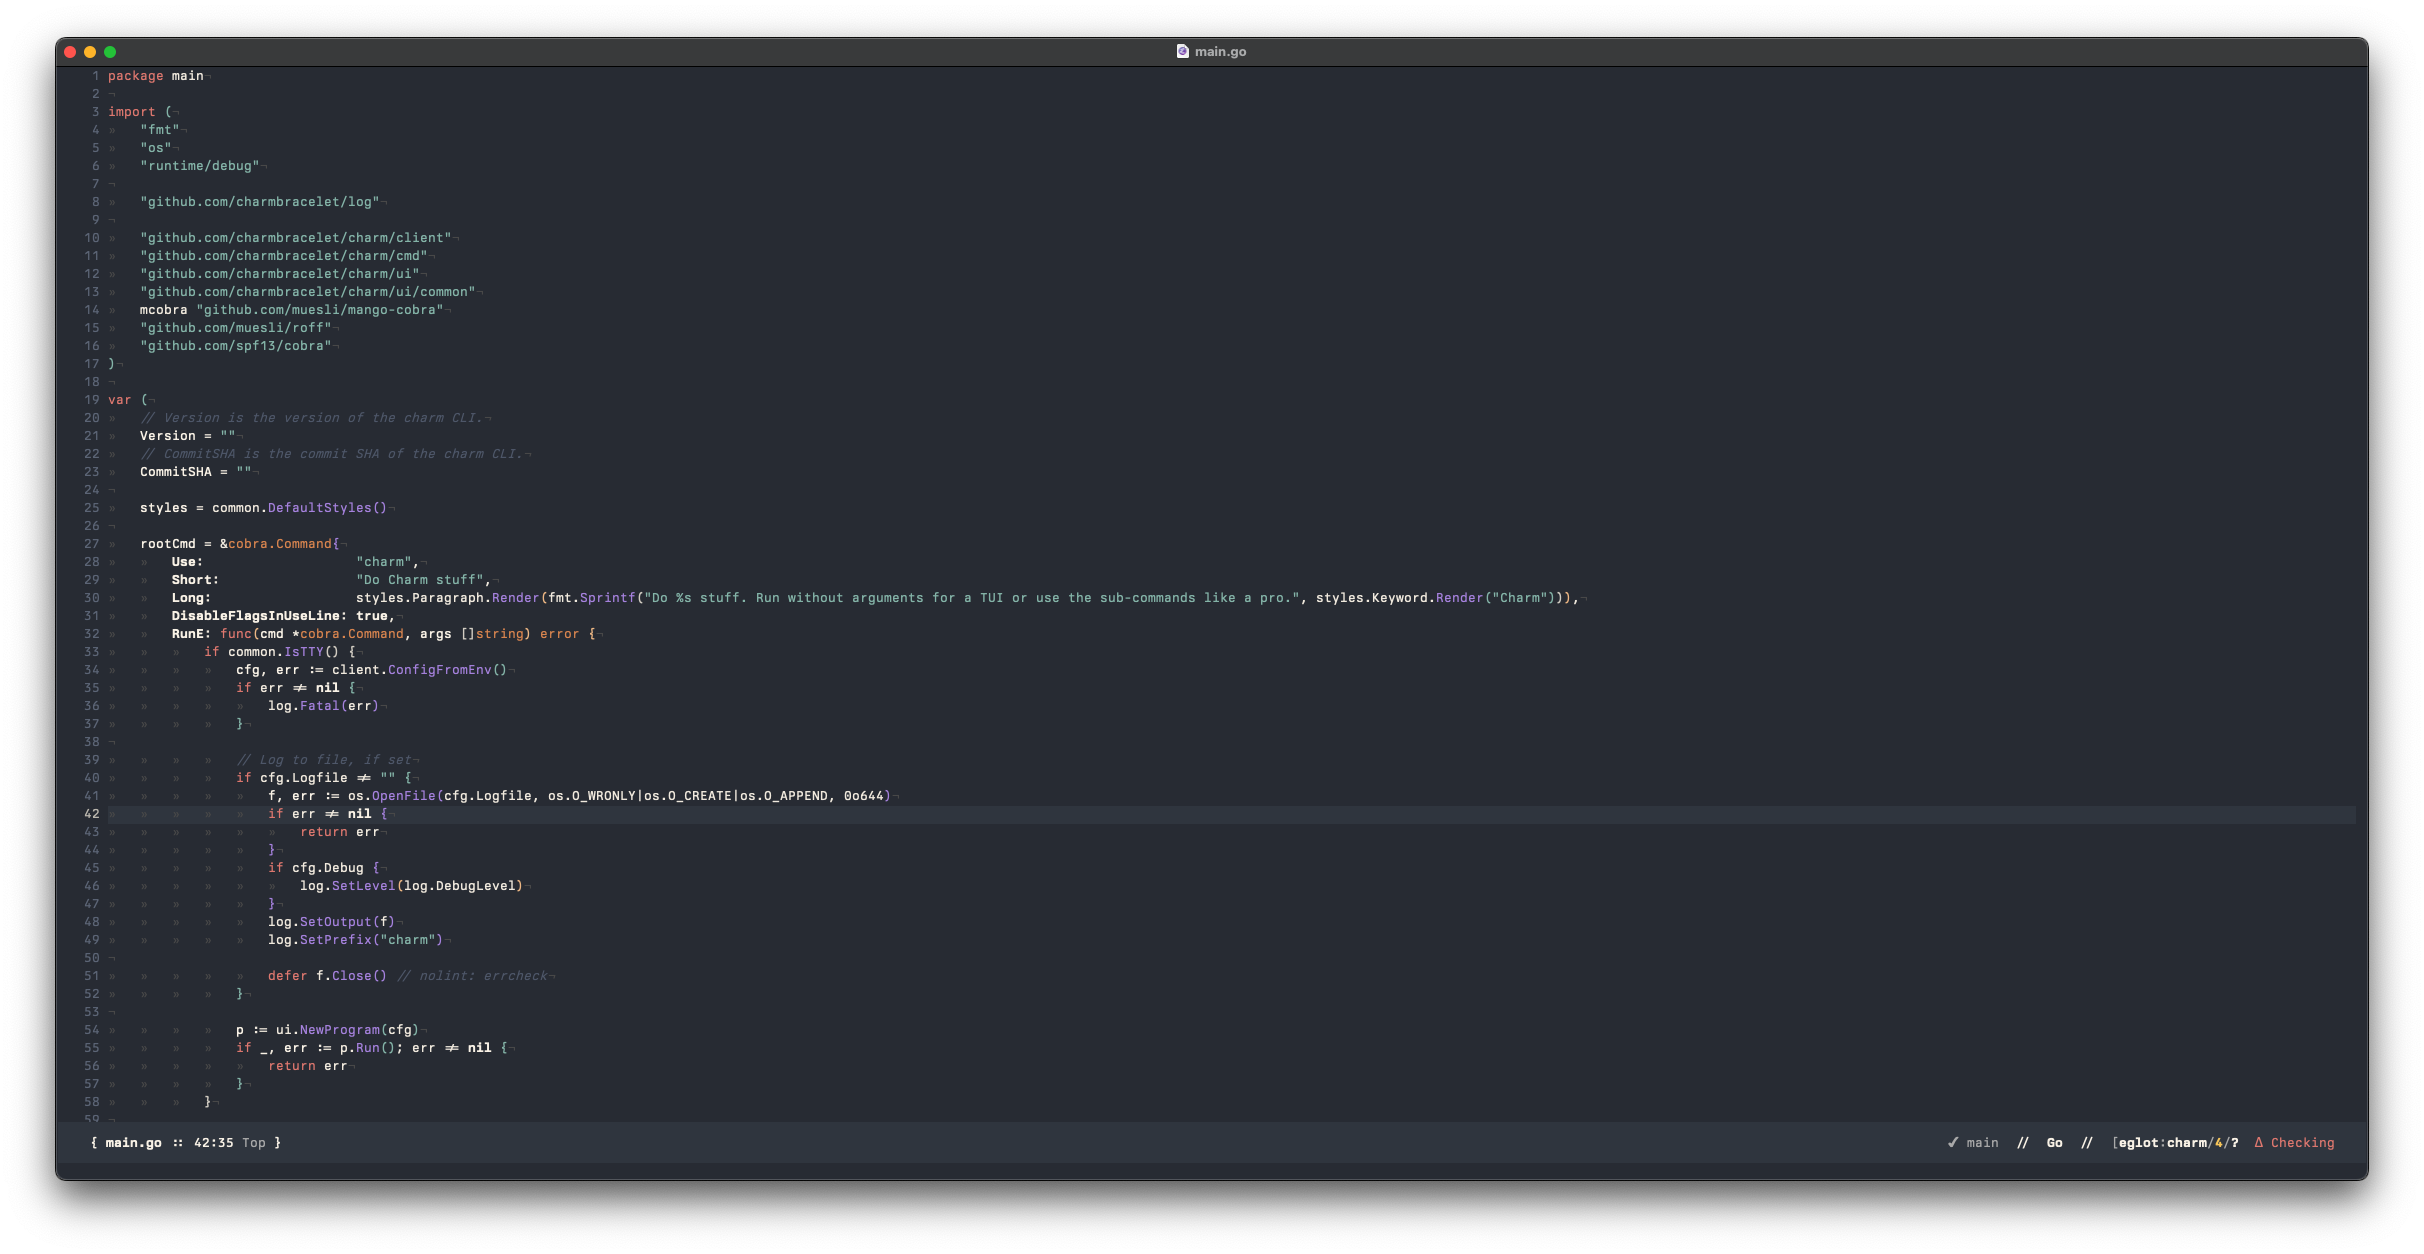 main.go
1 package main¬
2 ¬
3 import (¬
4 » "fmt"¬
5 » "os"¬
6 » "runtime/debug"¬
7 ¬
8 » "github.com/charmbracelet/log"¬
9 ¬
10 » "github.com/charmbracelet/charm/client"¬
11 » "github.com/charmbracelet/charm/cmd"¬
12 » "github.com/charmbracelet/charm/ui"¬
13 » "github.com/charmbracelet/charm/ui/common"¬
14 » mcobra "github.com/muesli/mango-cobra"¬
15 » "github.com/muesli/roff"¬
16 » "github.com/spf13/cobra"¬
17 )¬
18 ¬
19 var (¬
20 » // Version is the version of the charm CLI.¬
21 » Version = ""¬
22 » // CommitSHA is the commit SHA of the charm CLI.¬
23 » CommitSHA = ""¬
24 ¬
25 » styles = common.DefaultStyles()¬
26 ¬
27 » rootCmd = &cobra.Command{¬
28 » » Use: "charm",¬
29 » » Short: "Do Charm stuff",¬
30 » » Long: styles.Paragraph.Render(fmt.Sprintf("Do %s stuff. Run without arguments for a TUI or use the sub-commands like a pro.", styles.Keyword.Render("Charm"))),¬
31 » » DisableFlagsInUseLine: true,¬
32 » » RunE: func(cmd *cobra.Command, args []string) error {¬
33 » » » if common.IsTTY() {¬
34 » » » » cfg, err := client.ConfigFromEnv()¬
35 » » » » if err != nil {¬
36 » » » » » log.Fatal(err)¬
37 » » » » }¬
38 ¬
39 » » » » // Log to file, if set¬
40 » » » » if cfg.Logfile != "" {¬
41 » » » » » f, err := os.OpenFile(cfg.Logfile, os.O_WRONLY|os.O_CREATE|os.O_APPEND, 0o644)¬
42 » » » » » if err != nil {¬
43 » » » » » » return err¬
44 » » » » » }¬
45 » » » » » if cfg.Debug {¬
46 » » » » » » log.SetLevel(log.DebugLevel)¬
47 » » » » » }¬
48 » » » » » log.SetOutput(f)¬
49 » » » » » log.SetPrefix("charm")¬
50 ¬
51 » » » » » defer f.Close() // nolint: errcheck¬
52 » » » » }¬
53 ¬
54 » » » » p := ui.NewProgram(cfg)¬
55 » » » » if _, err := p.Run(); err != nil {¬
56 » » » » » return err¬
57 » » » » }¬
58 » » » }¬
59 ¬
{ main.go :: 42:35 Top } ✓ main // Go // [eglot:charm/4/? Δ Checking